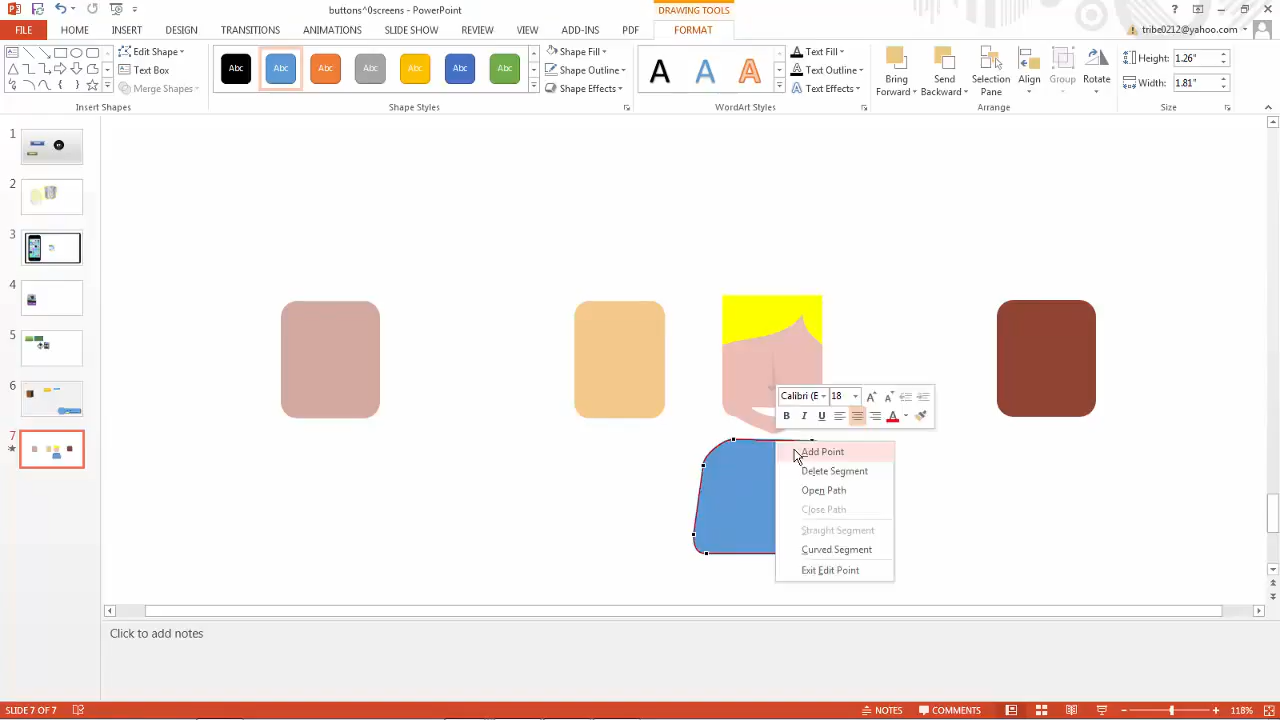 buttons^0screens - PowerPoint
DRAWING TOOLS
FILE HOME INSERT DESIGN TRANSITIONS ANIMATIONS SLIDE SHOW REVIEW VIEW ADD-INS PDF FORMAT
tribe0212@yahoo.com
Edit Shape
Text Box
Merge Shapes
Insert Shapes
Abc Abc Abc Abc Abc Abc Abc
Shape Styles
Shape Fill
Shape Outline
Shape Effects
A A A
WordArt Styles
Text Fill
Text Outline
Text Effects
Bring Forward
Send Backward
Selection Pane
Align
Group
Rotate
Arrange
Height: 1.26"
Width: 1.81"
Size
1
2
3
4
5
6
7
Calibri (E 18
B I U A
Add Point
Delete Segment
Open Path
Close Path
Straight Segment
Curved Segment
Exit Edit Point
Click to add notes
SLIDE 7 OF 7
NOTES COMMENTS 118%